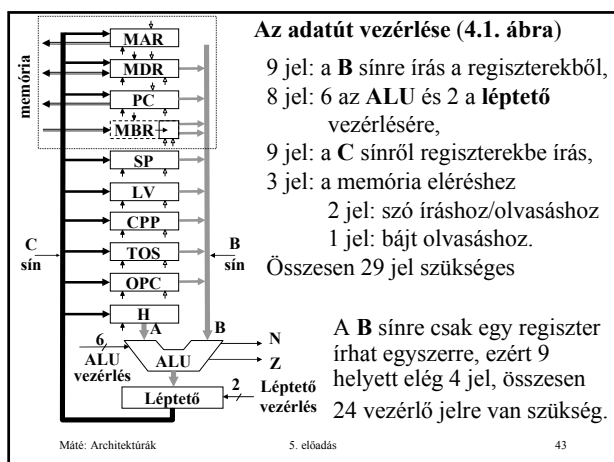 Az adatút vezérlése (4.1. ábra)
9 jel: a B sínre írás a regiszterekből,
8 jel: 6 az ALU és 2 a léptető
vezérlésére,
9 jel: a C sínről regiszterekbe írás,
3 jel: a memória eléréshez
2 jel: szó íráshoz/olvasáshoz
1 jel: bájt olvasáshoz.
Összesen 29 jel szükséges
A B sínre csak egy regiszter
írhat egyszerre, ezért 9
helyett elég 4 jel, összesen
24 vezérlő jelre van szükség.
memória
MAR
MDR
PC
MBR
SP
LV
CPP
TOS
OPC
H
C
sín
B
sín
A
B
6
ALU
vezérlés
ALU
N
Z
Léptető
2
Léptető
vezérlés
Máté: Architektúrák
5. előadás
43